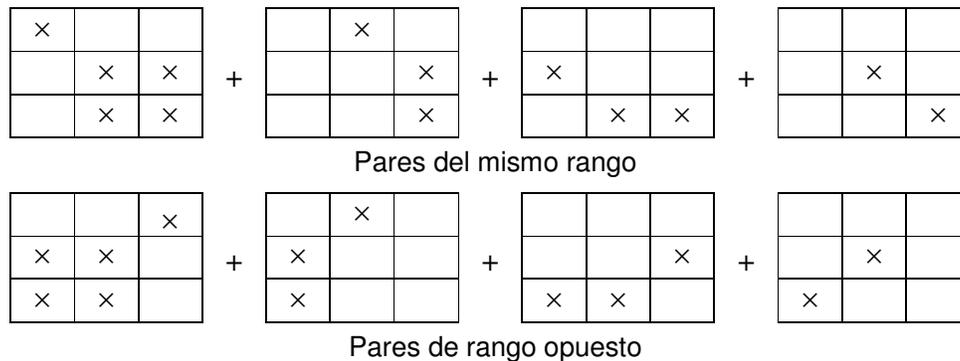 ×   ×   ×   ×
× × + × + × + ×
× ×   ×   × ×   ×
Pares del mismo rango
×   ×
× × + × + × + ×
× ×   ×   × ×   ×
Pares de rango opuesto